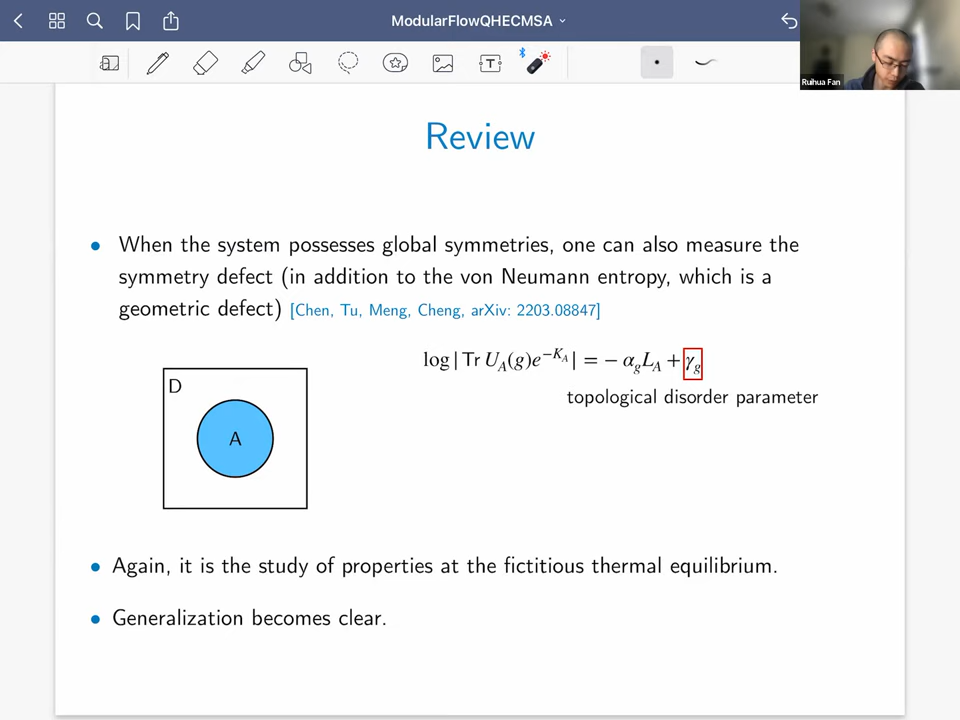 ModularFlowQHECMSA
Ruihua Fan
Review
• When the system possesses global symmetries, one can also measure the
symmetry defect (in addition to the von Neumann entropy, which is a
geometric defect) [Chen, Tu, Meng, Cheng, arXiv: 2203.08847]
log | Tr U_A(g)e^{−K_A} | = − α_g L_A + γ_g
topological disorder parameter
D
A
• Again, it is the study of properties at the fictitious thermal equilibrium.
• Generalization becomes clear.